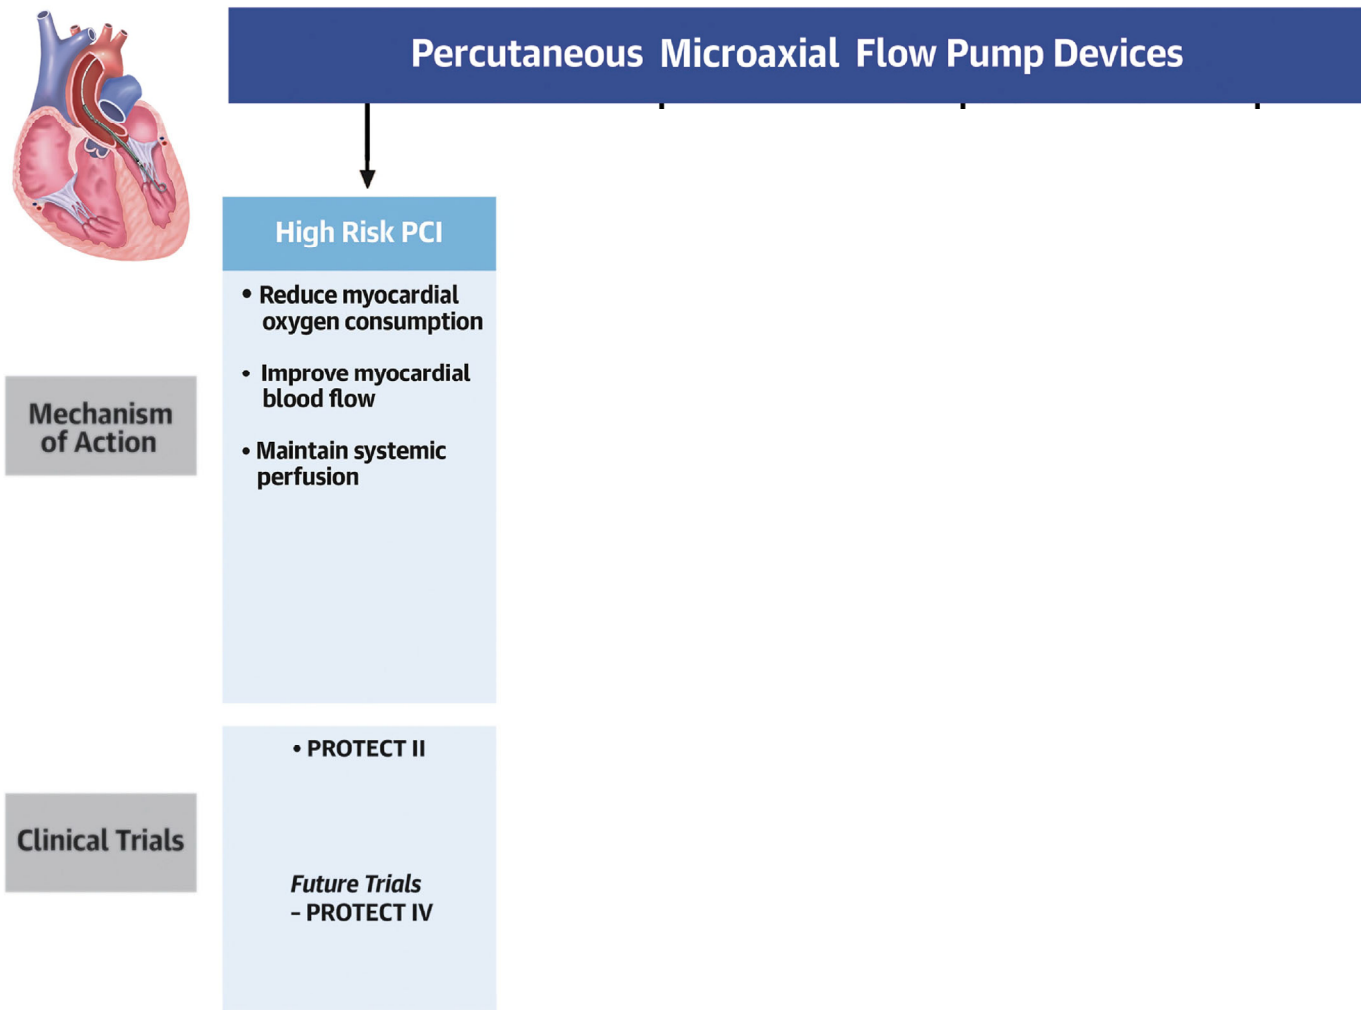 Percutaneous Microaxial Flow Pump Devices
High Risk PCI
• Reduce myocardial
oxygen consumption
• Improve myocardial
blood flow
• Maintain systemic
perfusion
Mechanism
of Action
• PROTECT II
Future Trials
– PROTECT IV
Clinical Trials